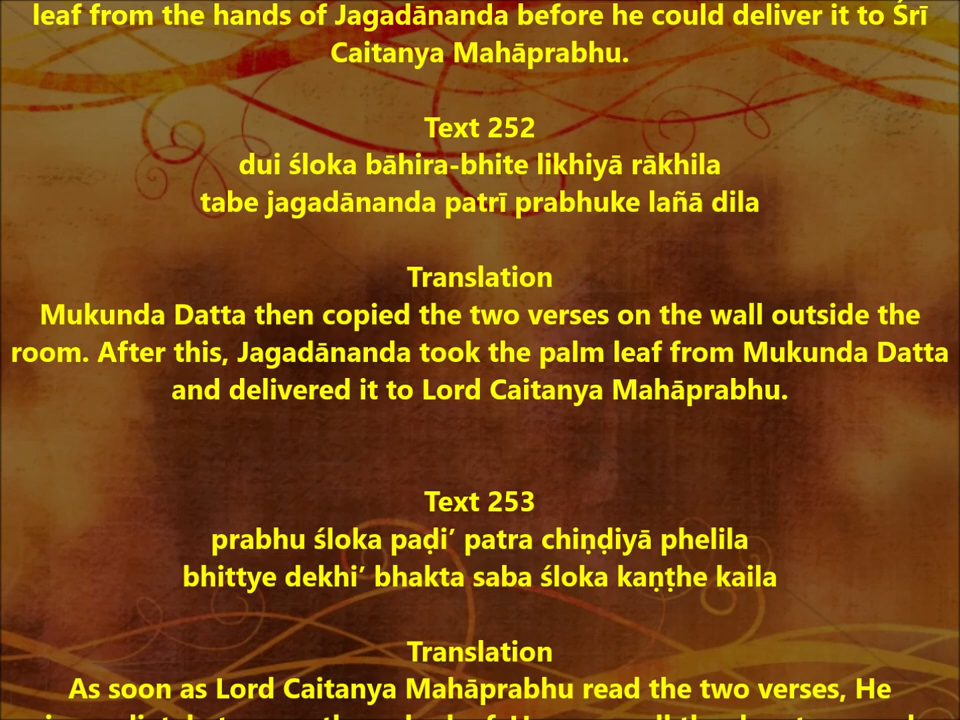 leaf from the hands of Jagadānanda before he could deliver it to Śrī
Caitanya Mahāprabhu.
Text 252
dui śloka bāhira-bhite likhiyā rākhila
tabe jagadānanda patrī prabhuke lañā dila
Translation
Mukunda Datta then copied the two verses on the wall outside the
room. After this, Jagadānanda took the palm leaf from Mukunda Datta
and delivered it to Lord Caitanya Mahāprabhu.
Text 253
prabhu śloka paḍi’ patra chiṇḍiyā phelila
bhittye dekhi’ bhakta saba śloka kaṇṭhe kaila
Translation
As soon as Lord Caitanya Mahāprabhu read the two verses, He